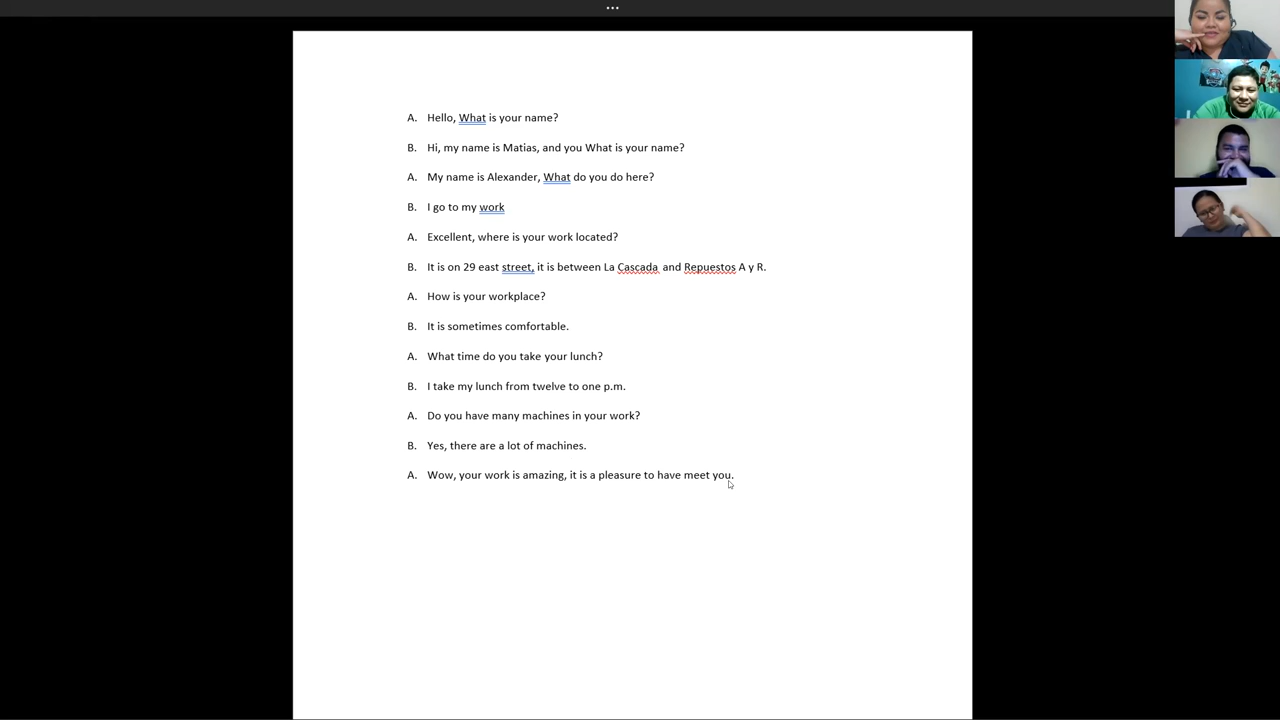 A. Hello, What is your name?
B. Hi, my name is Matias, and you What is your name?
A. My name is Alexander, What do you do here?
B. I go to my work
A. Excellent, where is your work located?
B. It is on 29 east street, it is between La Cascada and Repuestos A y R.
A. How is your workplace?
B. It is sometimes comfortable.
A. What time do you take your lunch?
B. I take my lunch from twelve to one p.m.
A. Do you have many machines in your work?
B. Yes, there are a lot of machines.
A. Wow, your work is amazing, it is a pleasure to have meet you.